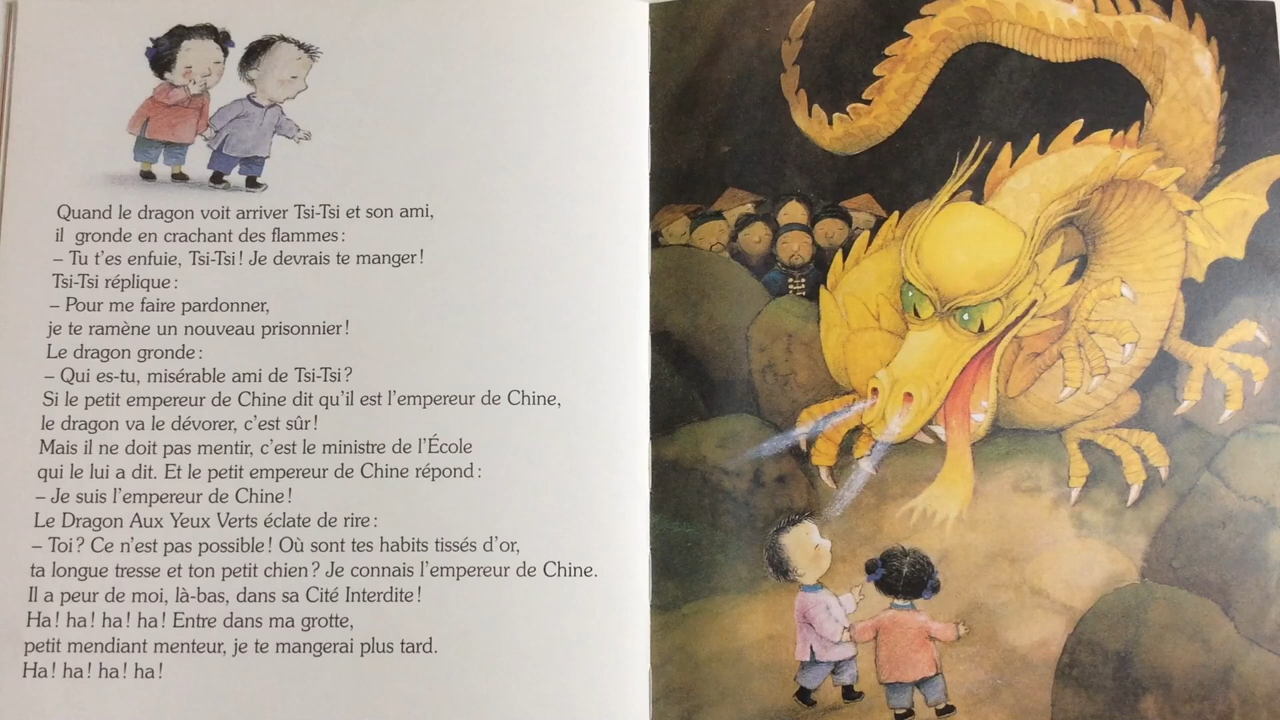 Quand le dragon voit arriver Tsi-Tsi et son ami,
il gronde en crachant des flammes :
– Tu t'es enfuie, Tsi-Tsi ! Je devrais te manger !
Tsi-Tsi réplique :
– Pour me faire pardonner,
je te ramène un nouveau prisonnier !
Le dragon gronde :
– Qui es-tu, misérable ami de Tsi-Tsi ?
Si le petit empereur de Chine dit qu'il est l'empereur de Chine,
le dragon va le dévorer, c'est sûr !
Mais il ne doit pas mentir, c'est le ministre de l'École
qui le lui a dit. Et le petit empereur de Chine répond :
– Je suis l'empereur de Chine !
Le Dragon Aux Yeux Verts éclate de rire :
– Toi ? Ce n'est pas possible ! Où sont tes habits tissés d'or,
ta longue tresse et ton petit chien ? Je connais l'empereur de Chine.
Il a peur de moi, là-bas, dans sa Cité Interdite !
Ha ! ha ! ha ! ha ! Entre dans ma grotte,
petit mendiant menteur, je te mangerai plus tard.
Ha ! ha ! ha ! ha !